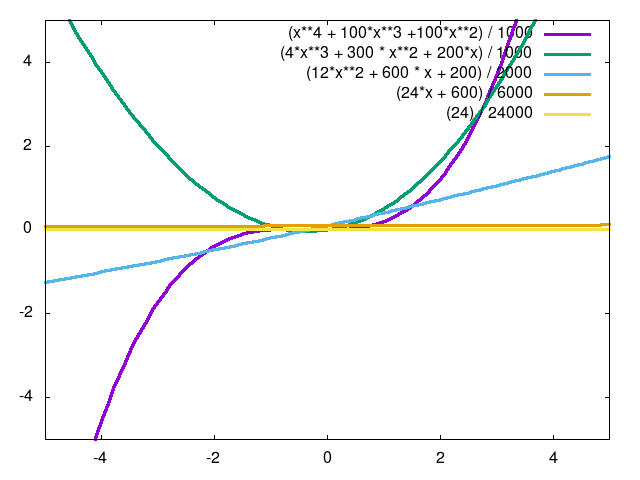 (x**4 + 100*x**3 +100*x**2) / 1000
(4*x**3 + 300 * x**2 + 200*x) / 1000
(12*x**2 + 600 * x + 200) / 2000
(24*x + 600) / 6000
(24) / 24000
4
2
0
-2
-4
-4
-2
0
2
4